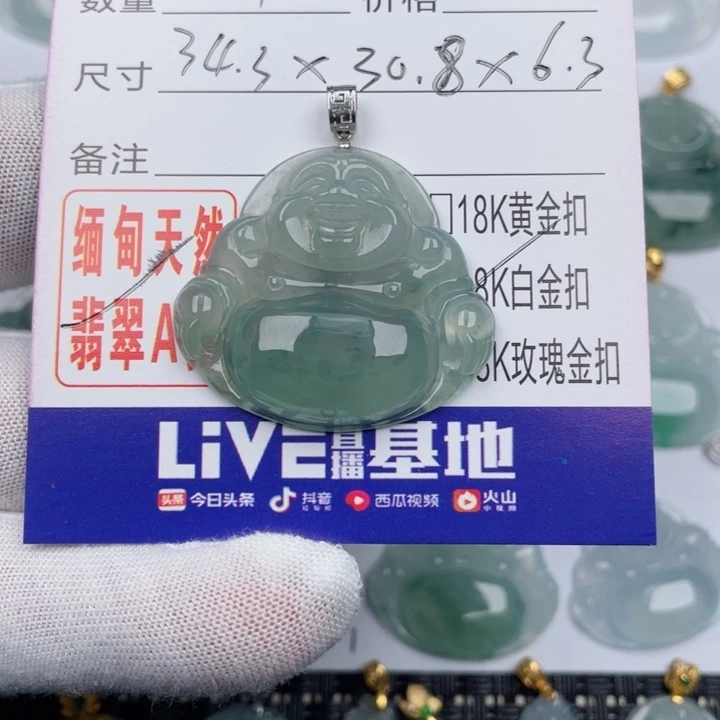 数量 价格
尺寸 34.3×30.8×6.3
备注
缅甸天然
翡翠A
18K黄金扣
8K白金扣
K玫瑰金扣
LiVE直播基地
头条 今日头条 抖音 西瓜视频 火山小视频